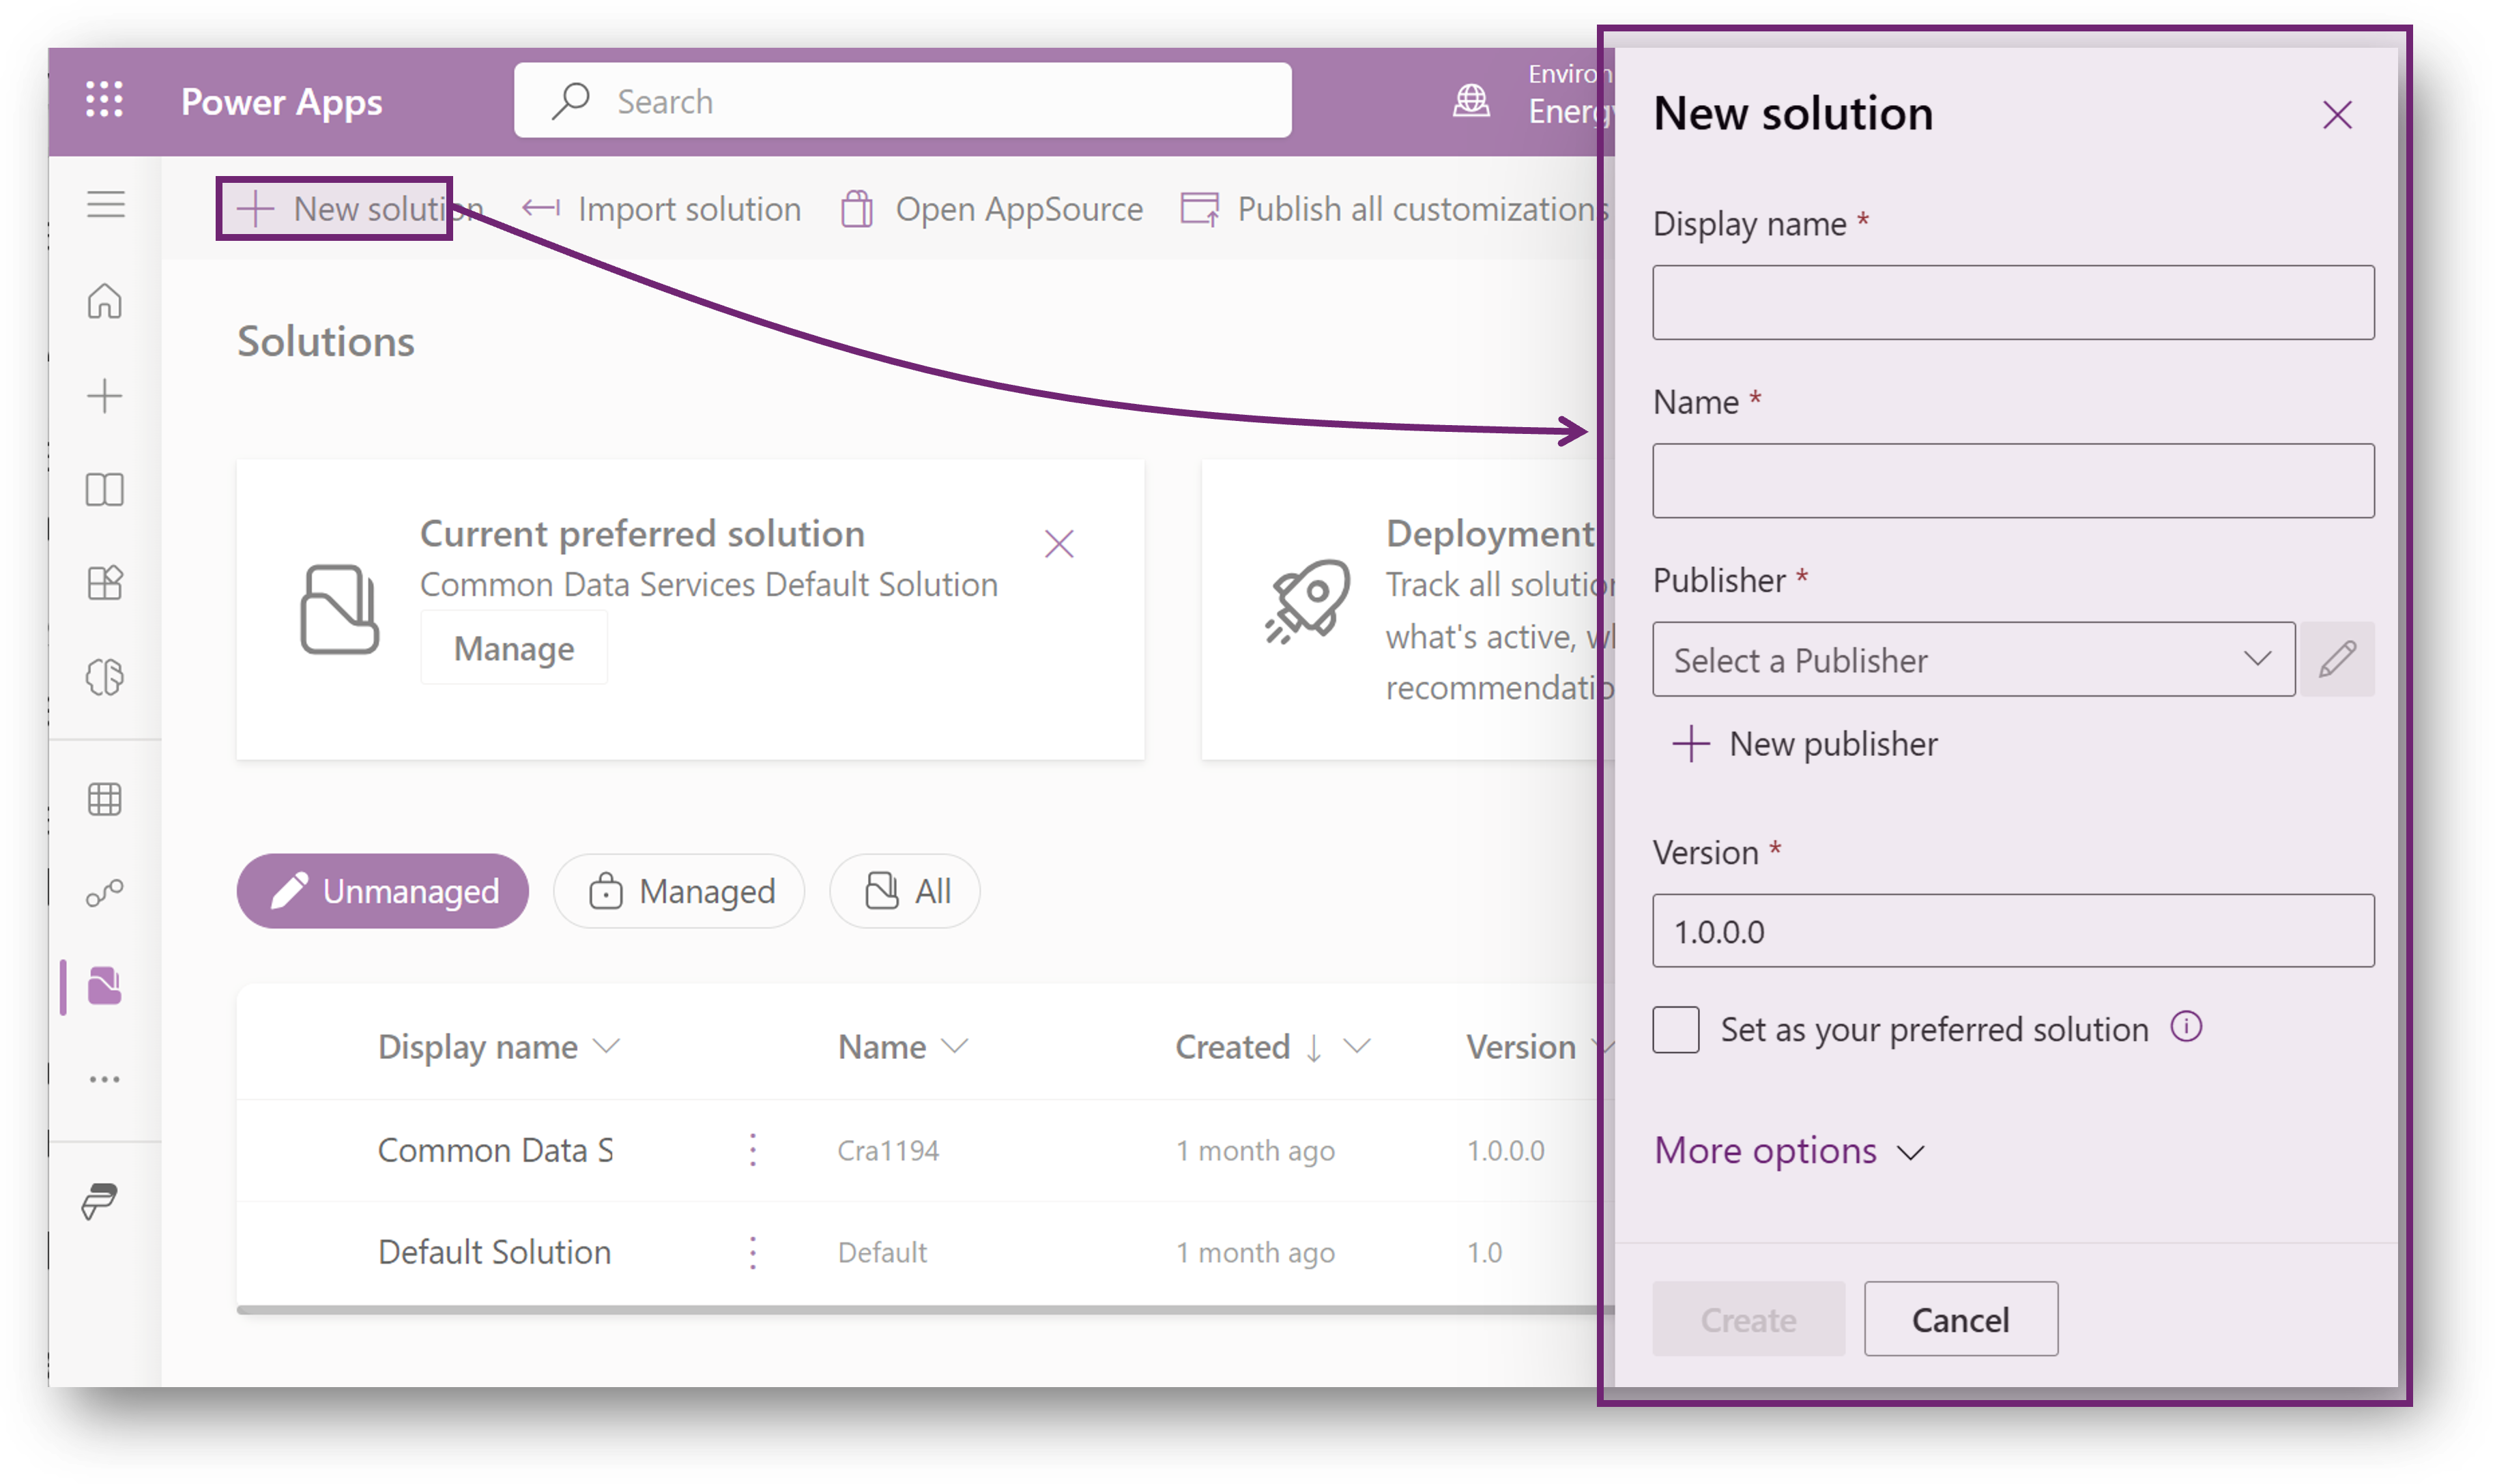 Power Apps
Search
Environ
Energy
New solution
Import solution
Open AppSource
Publish all customizations
Solutions
Current preferred solution
Common Data Services Default Solution
Manage
Deployment
Track all solution
what's active, wh
recommendatio
Unmanaged
Managed
All
Display name
Name
Created
Version
Common Data S
Cra1194
1 month ago
1.0.0.0
Default Solution
Default
1 month ago
1.0
New solution
Display name *
Name *
Publisher *
Select a Publisher
New publisher
Version *
1.0.0.0
Set as your preferred solution
More options
Create
Cancel